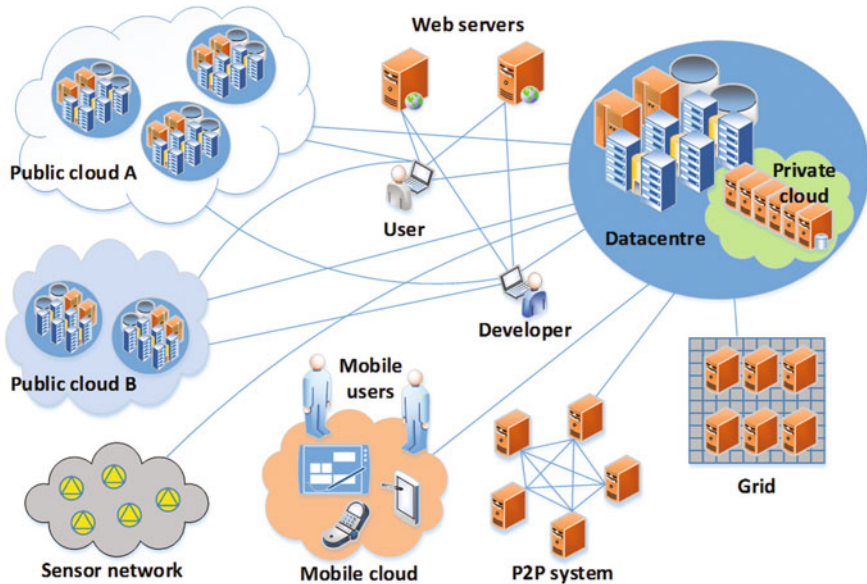 Web servers
Public cloud A
User
Private
cloud
Datacentre
Developer
Public cloud B
Mobile
users
Sensor network
Mobile cloud
P2P system
Grid